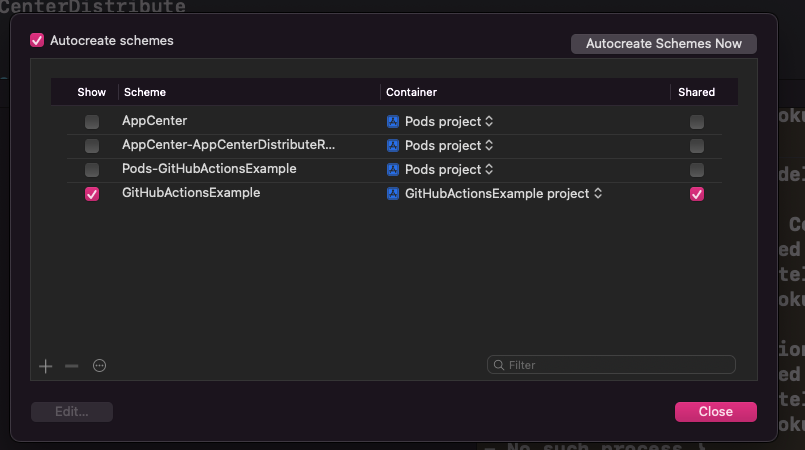 CenterDistribute
Autocreate schemes
Autocreate Schemes Now
Show Scheme Container Shared
AppCenter Pods project
AppCenter-AppCenterDistributeR... Pods project
Pods-GitHubActionsExample Pods project
GitHubActionsExample GitHubActionsExample project
Filter
Edit...
Close
oku
del
Co
ed
tel
oku
ion
ed
tel
oku
– No such process }